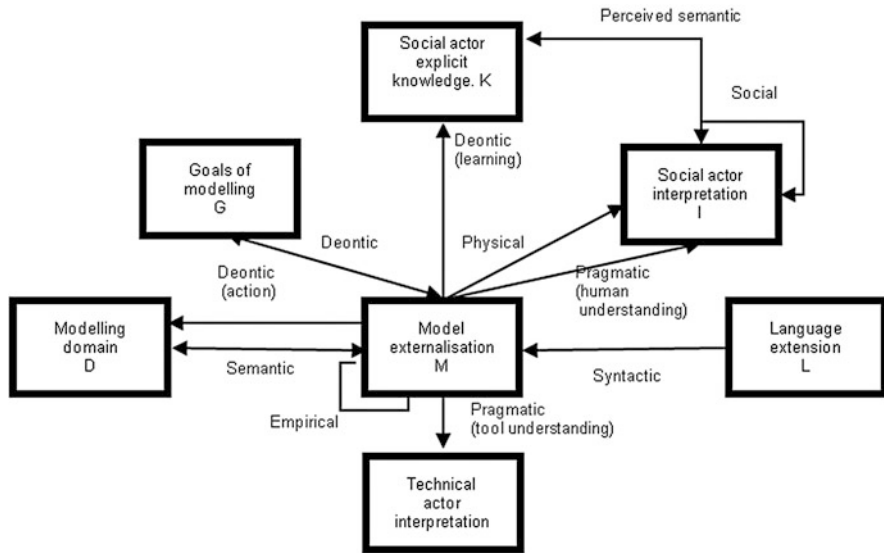 Perceived semantic
Social actor
explicit
knowledge. K
Social
Deontic
(learning)
Goals of
modelling
G
Social actor
interpretation
I
Deontic
Physical
Deontic
(action)
Pragmatic
(human
understanding)
Modelling
domain
D
Model
externalisation
M
Language
extension
L
Semantic
Syntactic
Empirical
Pragmatic
(tool understanding)
Technical
actor
interpretation